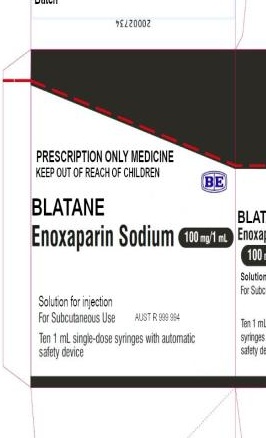 Batch
20002734
PRESCRIPTION ONLY MEDICINE
KEEP OUT OF REACH OF CHILDREN
BE
BLATANE
Enoxaparin Sodium 100 mg/1 mL
Solution for injection
For Subcutaneous Use AUST R 999 994
Ten 1 mL single-dose syringes with automatic
safety device
BLAT
Enoxap
100 m
Solution
For Subc
Ten 1 mL
syringes
safety de